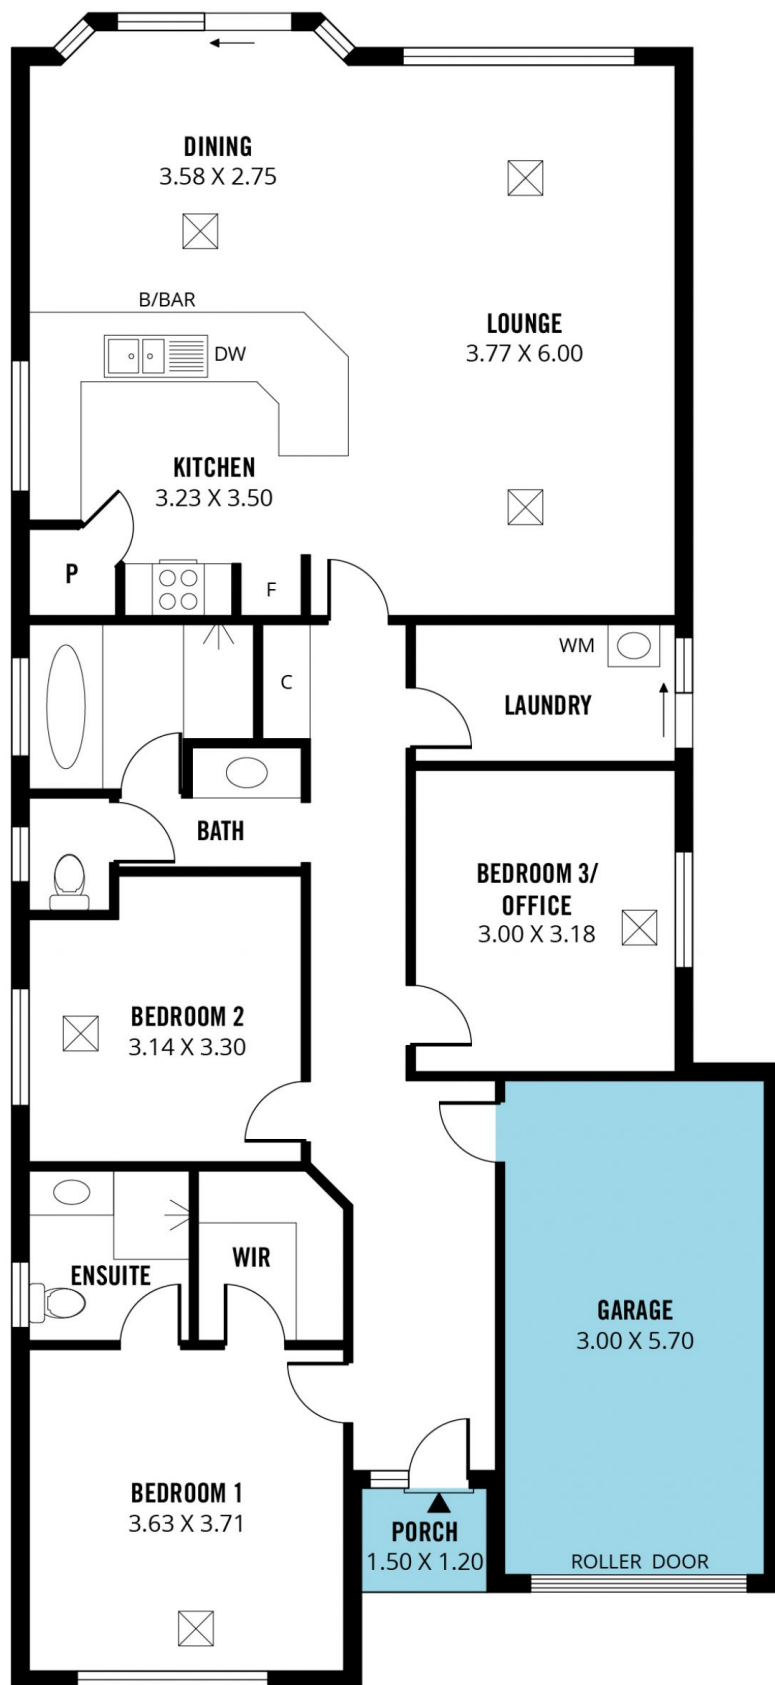 DINING
3.58 X 2.75
B/BAR
DW
LOUNGE
3.77 X 6.00
KITCHEN
3.23 X 3.50
P
F
C
WM
LAUNDRY
BATH
BEDROOM 3/
OFFICE
3.00 X 3.18
BEDROOM 2
3.14 X 3.30
ENSUITE
WIR
GARAGE
3.00 X 5.70
BEDROOM 1
3.63 X 3.71
PORCH
1.50 X 1.20
ROLLER DOOR